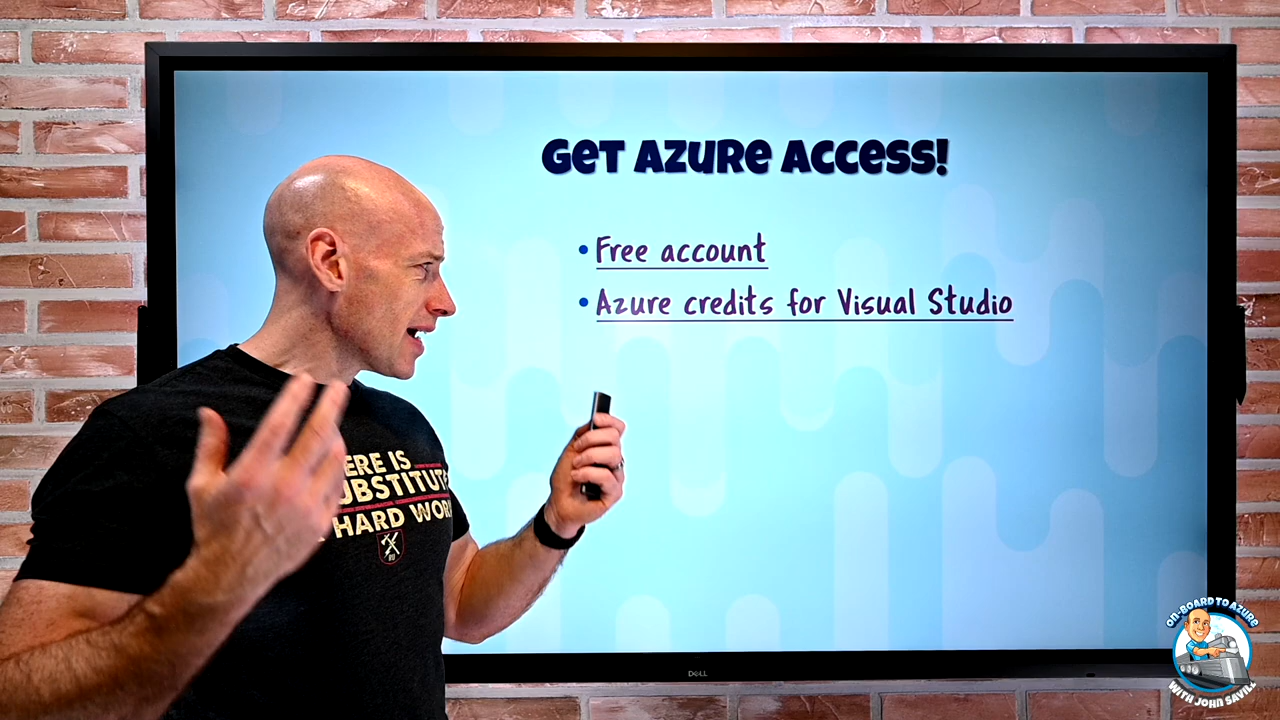 Get Azure Access!
• Free account
• Azure credits for Visual Studio
ERE IS
UBSTITUT
HARD WOR
DELL
ON-BOARD TO AZURE
WITH JOHN SAVILL